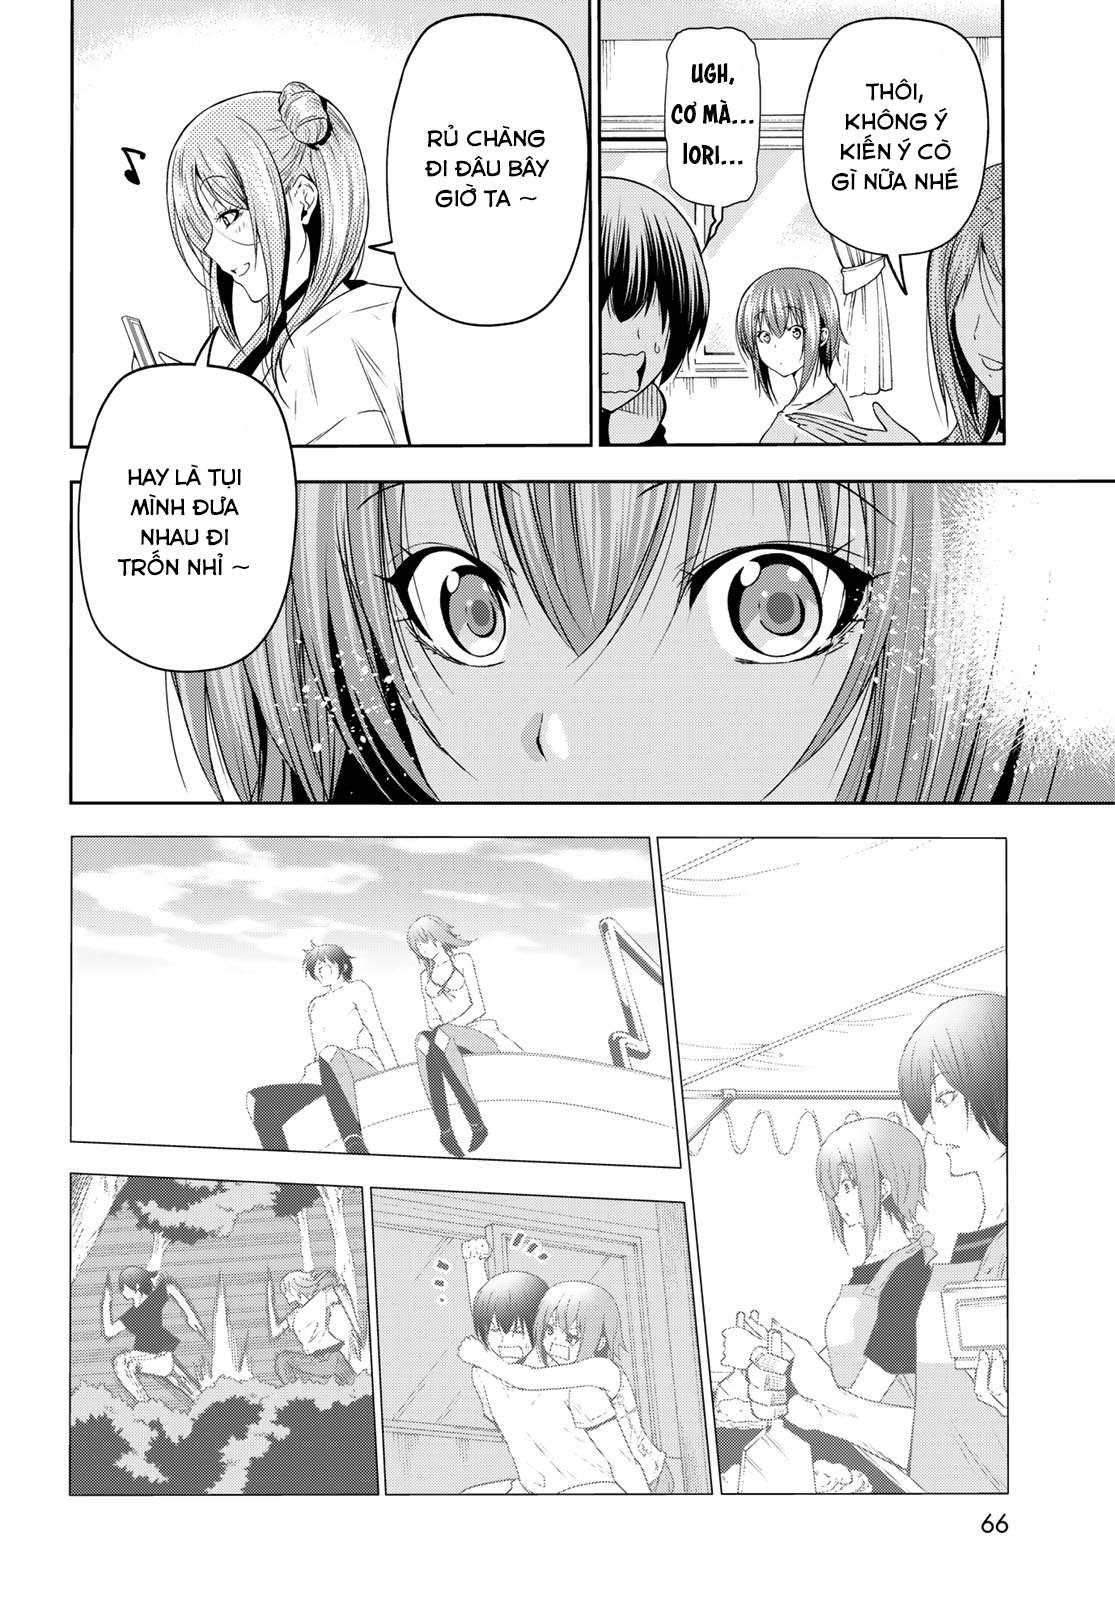 THÔI,
KHÔNG Ý
KIẾN Ý CÒ
GÌ NỮA NHÉ
UGH,
CƠ MÀ...
IORI...
RỦ CHÀNG
ĐI ĐÂU BÂY
GIỜ TA ~
HAY LÀ TỤI
MÌNH ĐƯA
NHAU ĐI
TRỐN NHỈ ~
66